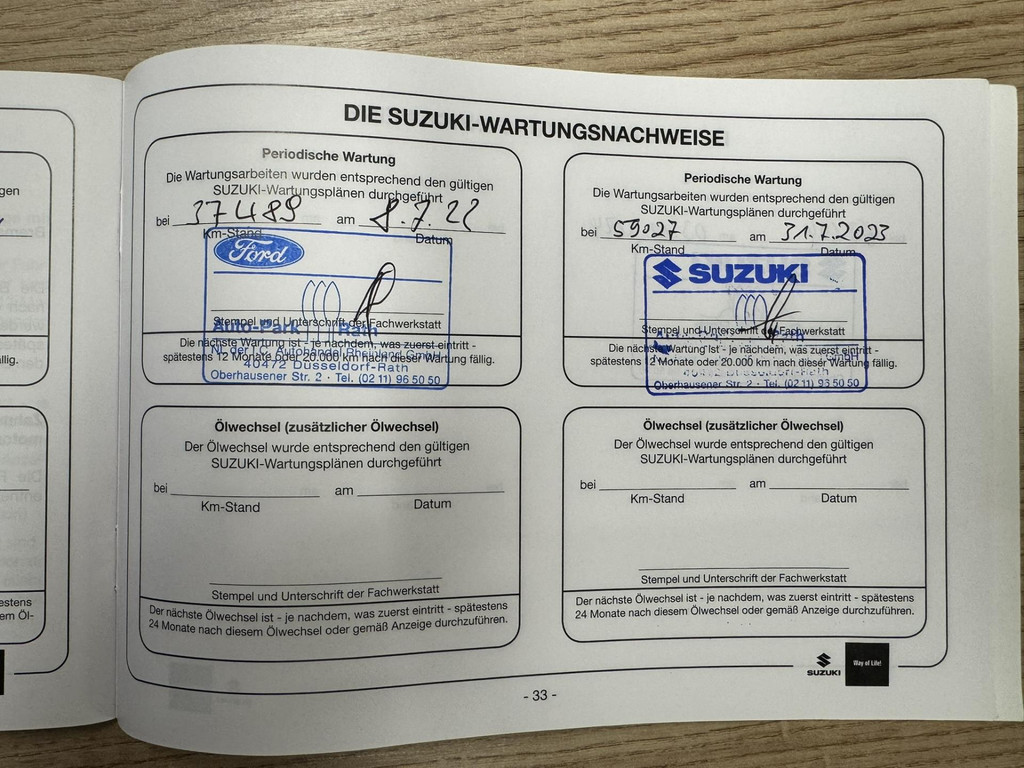 DIE SUZUKI-WARTUNGSNACHWEISE
Periodische Wartung
Die Wartungsarbeiten wurden entsprechend den gültigen
SUZUKI-Wartungsplänen durchgeführt
bei 37489 am 8.7.22
Km-Stand Datum
Ford
Stempel und Unterschrift der Fachwerkstatt
Auto-Park Rath
Die nächste Wartung ist - je nachdem, was zuerst eintritt -
Nl. der I.C. Autohandel Rheinland GmbH
spätestens 12 Monate oder 20.000 km nach dieser Wartung fällig.
40472 Düsseldorf-Rath
Oberhausener Str. 2 · Tel. (02 11) 96 50 50
Periodische Wartung
Die Wartungsarbeiten wurden entsprechend den gültigen
SUZUKI-Wartungsplänen durchgeführt
bei 59027 am 31.7.2023
Km-Stand Datum
SUZUKI
Stempel und Unterschrift der Fachwerkstatt
Die nächste Wartung ist - je nachdem, was zuerst eintritt -
GmbH
spätestens 12 Monate oder 20.000 km nach dieser Wartung fällig.
Oberhausener Str. 2 · Tel. (02 11) 96 50 50
Ölwechsel (zusätzlicher Ölwechsel)
Der Ölwechsel wurde entsprechend den gültigen
SUZUKI-Wartungsplänen durchgeführt
bei am
Km-Stand Datum
Stempel und Unterschrift der Fachwerkstatt
Der nächste Ölwechsel ist - je nachdem, was zuerst eintritt - spätestens
24 Monate nach diesem Ölwechsel oder gemäß Anzeige durchzuführen.
Ölwechsel (zusätzlicher Ölwechsel)
Der Ölwechsel wurde entsprechend den gültigen
SUZUKI-Wartungsplänen durchgeführt
bei am
Km-Stand Datum
Stempel und Unterschrift der Fachwerkstatt
Der nächste Ölwechsel ist - je nachdem, was zuerst eintritt - spätestens
24 Monate nach diesem Ölwechsel oder gemäß Anzeige durchzuführen.
SUZUKI
Way of Life!
- 33 -